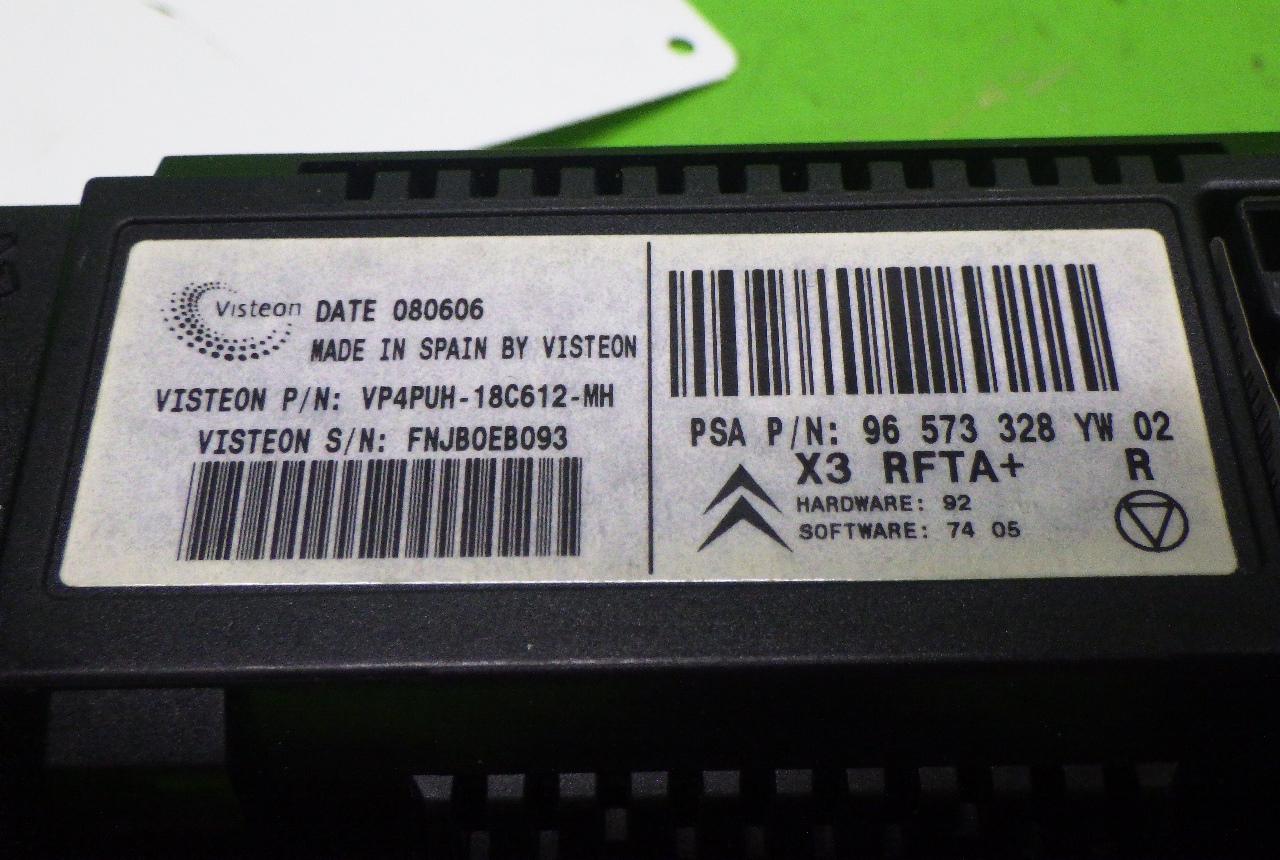 Visteon
DATE 080606
MADE IN SPAIN BY VISTEON
VISTEON P/N: VP4PUH-18C612-MH
VISTEON S/N: FNJB0EB093
PSA P/N: 96 573 328 YW 02
X3 RFTA+ R
HARDWARE: 92
SOFTWARE: 74 05